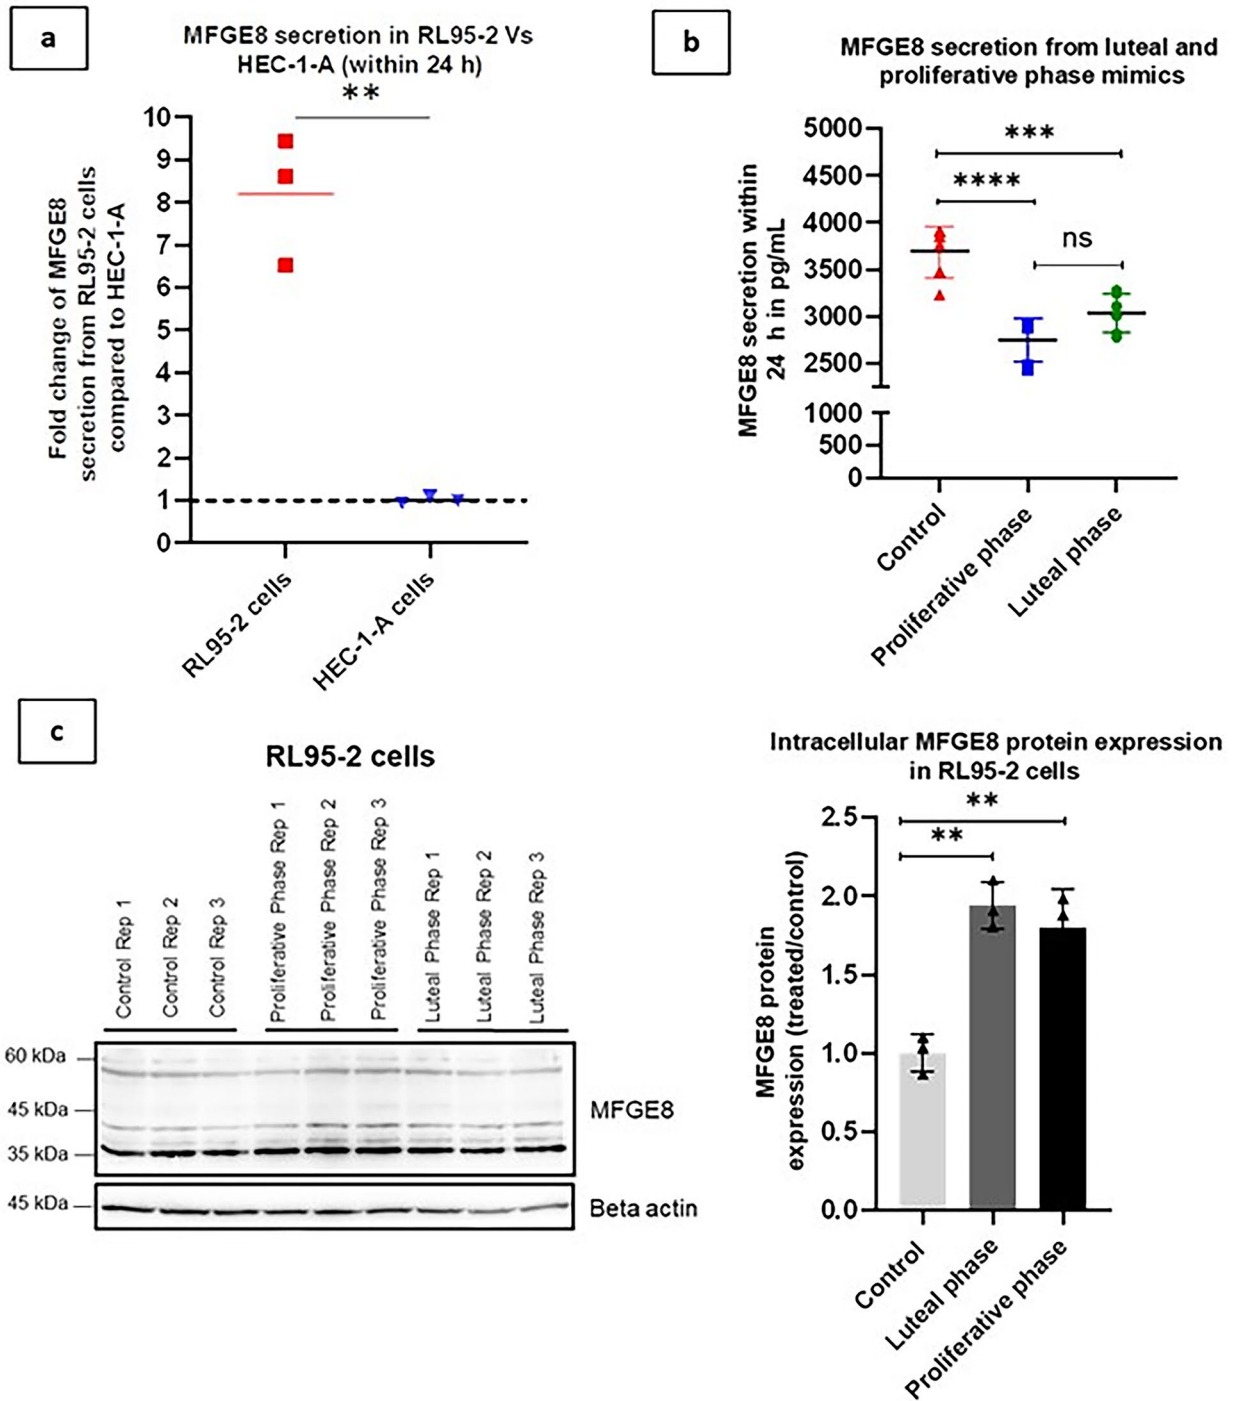 a
MFGE8 secretion in RL95-2 Vs
HEC-1-A (within 24 h)
**
Fold change of MFGE8
secretion from RL95-2 cells
compared to HEC-1-A
10
9
8
7
6
5
4
3
2
1
0
RL95-2 cells
HEC-1-A cells
b
MFGE8 secretion from luteal and
proliferative phase mimics
MFGE8 secretion within
24 h in pg/mL
5000
4500
4000
3500
3000
2500
1000
500
0
***
****
ns
Control
Proliferative phase
Luteal phase
c
RL95-2 cells
Control Rep 1
Control Rep 2
Control Rep 3
Proliferative Phase Rep 1
Proliferative Phase Rep 2
Proliferative Phase Rep 3
Luteal Phase Rep 1
Luteal Phase Rep 2
Luteal Phase Rep 3
60 kDa
45 kDa
35 kDa
45 kDa
MFGE8
Beta actin
Intracellular MFGE8 protein expression
in RL95-2 cells
**
**
MFGE8 protein
expression (treated/control)
2.5
2.0
1.5
1.0
0.5
0.0
Control
Luteal phase
Proliferative phase